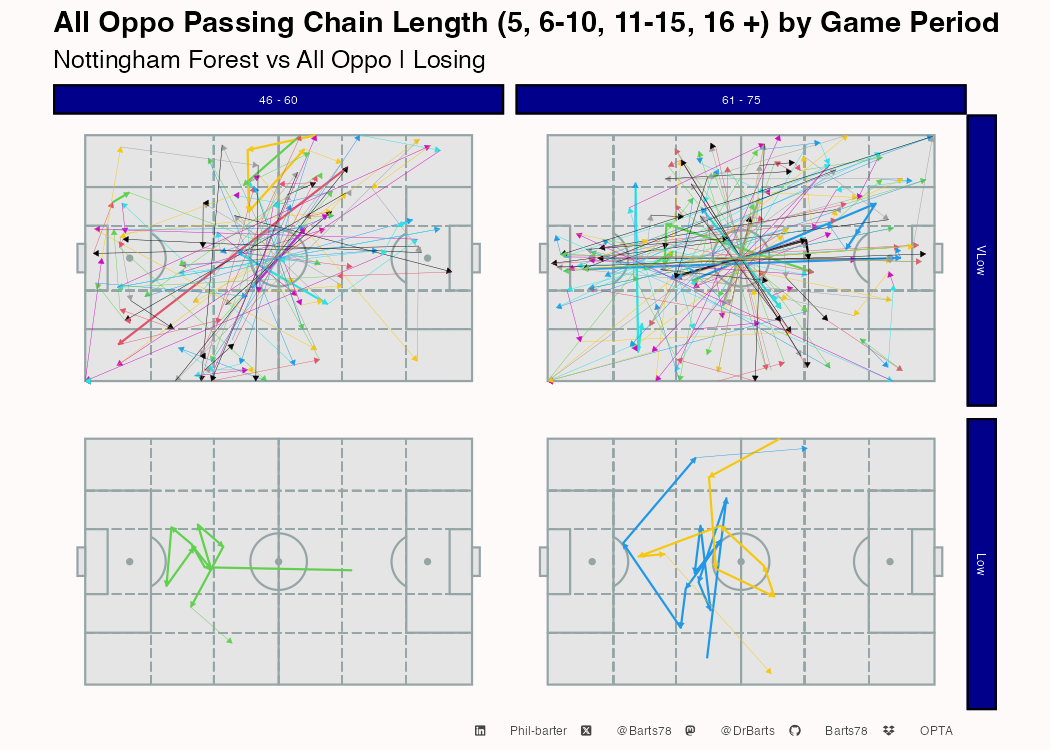 All Oppo Passing Chain Length (5, 6-10, 11-15, 16 +) by Game Period
Nottingham Forest vs All Oppo | Losing
46 - 60
61 - 75
VLow
Low
Phil-barter @Barts78 @DrBarts Barts78 OPTA